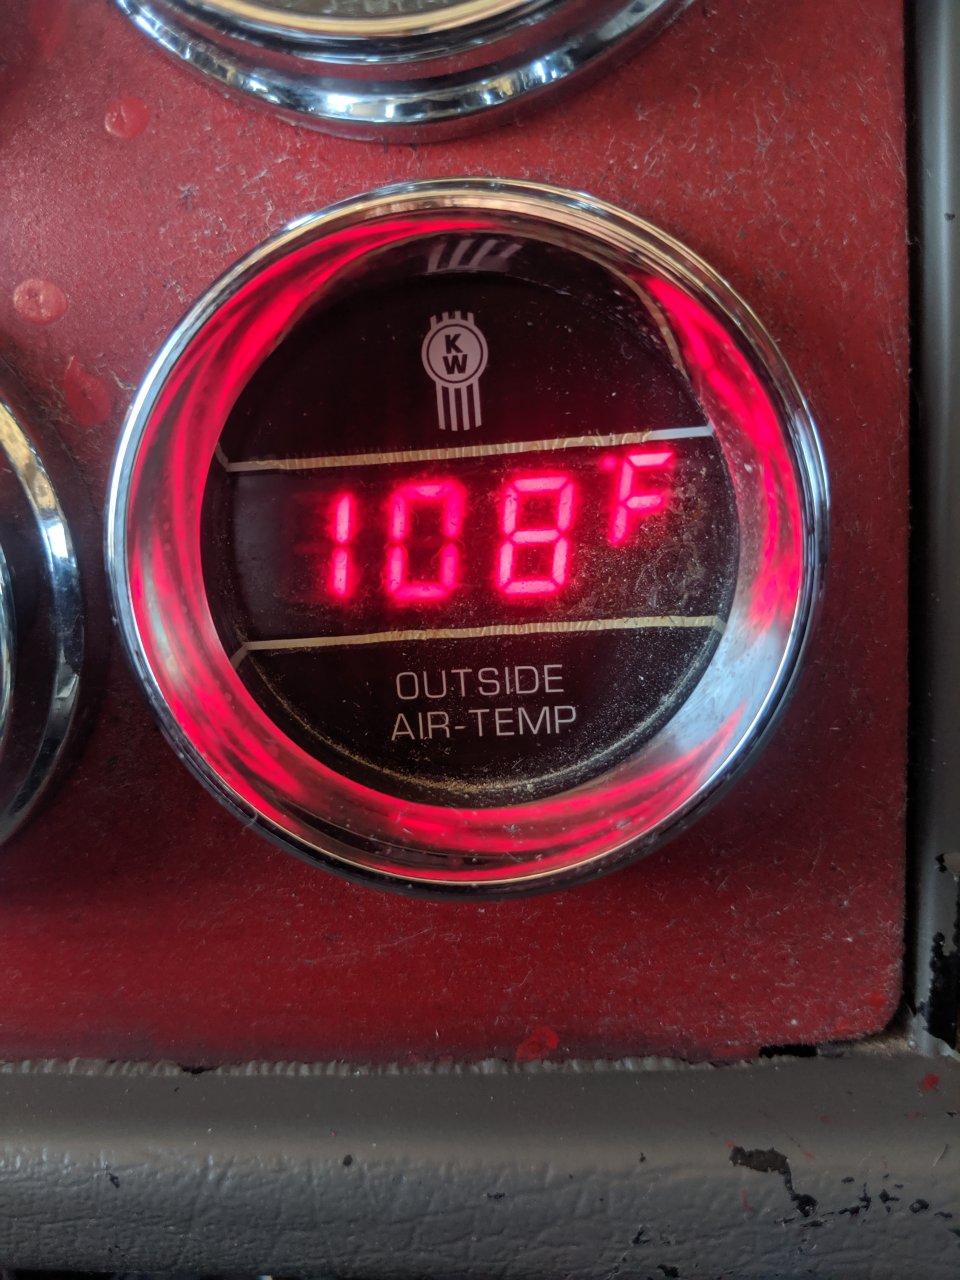 KW
108°F
OUTSIDE
AIR-TEMP